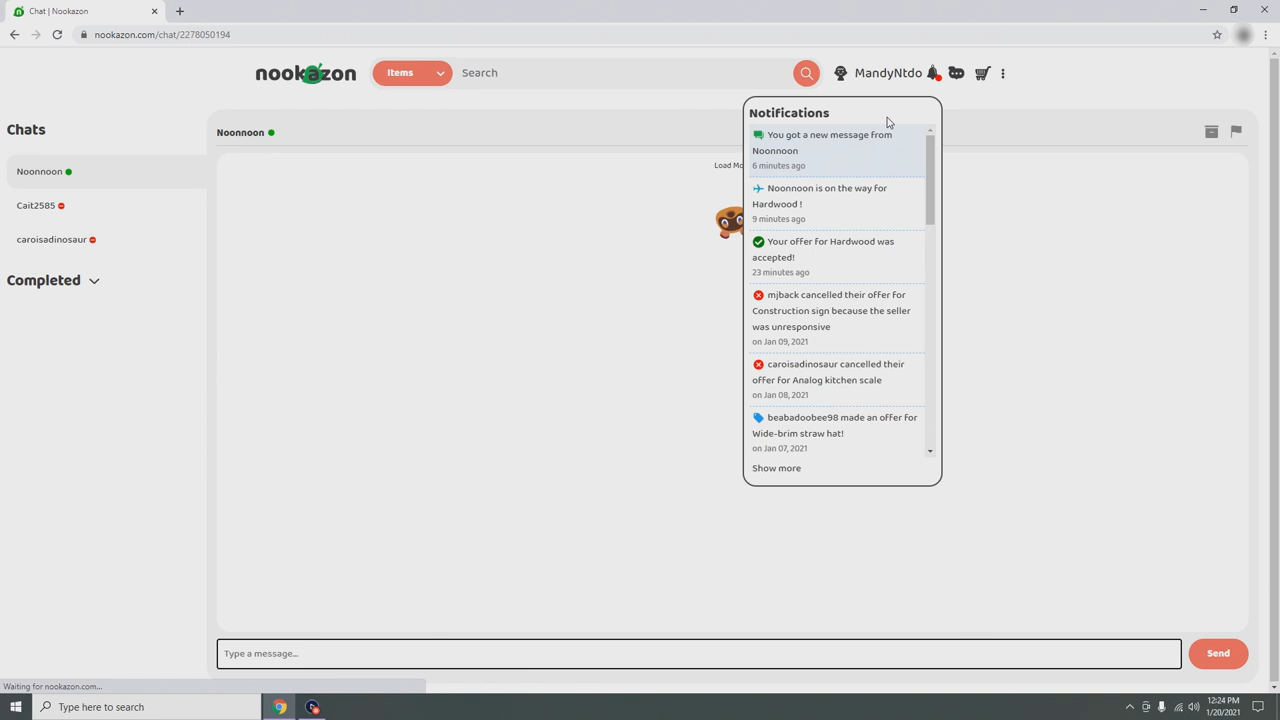 Chat | Nookazon
nookazon.com/chat/2278050194
nookazon
Items
Search
MandyNtdo
Chats
Noonnoon
Cait2585
caroisadinosaur
Completed
Noonnoon
Load Mo
Notifications
You got a new message from
Noonnoon
6 minutes ago
Noonnoon is on the way for
Hardwood !
9 minutes ago
Your offer for Hardwood was
accepted!
23 minutes ago
mjback cancelled their offer for
Construction sign because the seller
was unresponsive
on Jan 09, 2021
caroisadinosaur cancelled their
offer for Analog kitchen scale
on Jan 08, 2021
beabadoobee98 made an offer for
Wide-brim straw hat!
on Jan 07, 2021
Show more
Type a message...
Send
Waiting for nookazon.com...
Type here to search
12:24 PM
1/20/2021